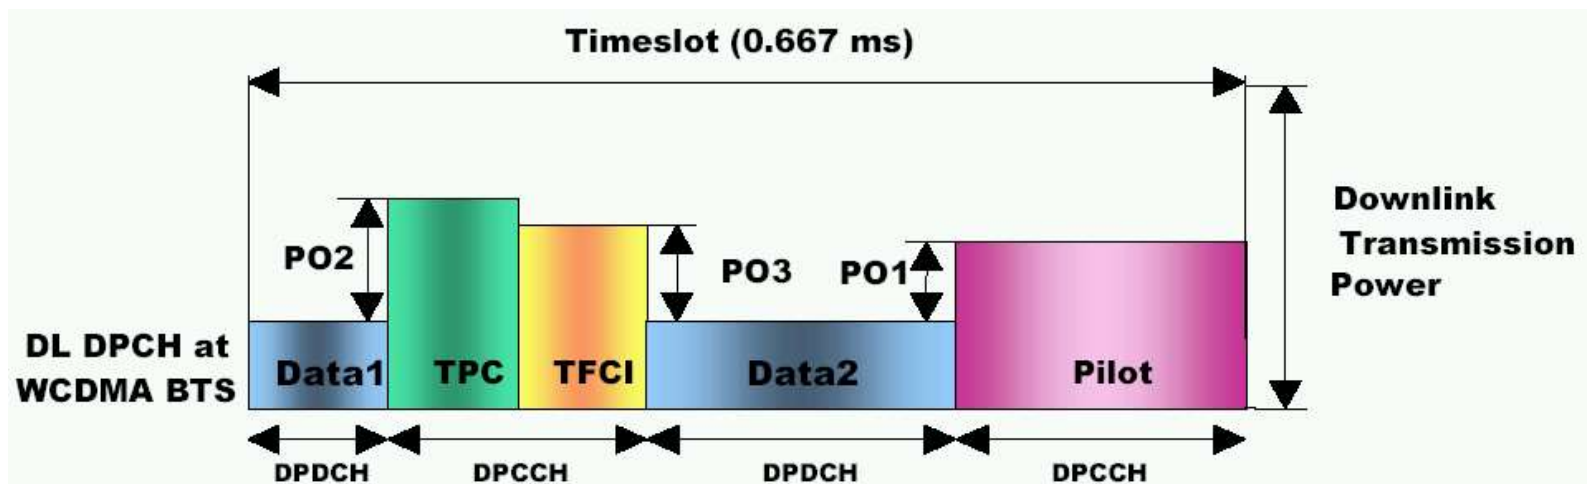 Timeslot (0.667 ms)
Downlink
Transmission
Power
PO2
PO3
PO1
DL DPCH at
WCDMA BTS
Data1
TPC
TFCI
Data2
Pilot
DPDCH
DPCCH
DPDCH
DPCCH